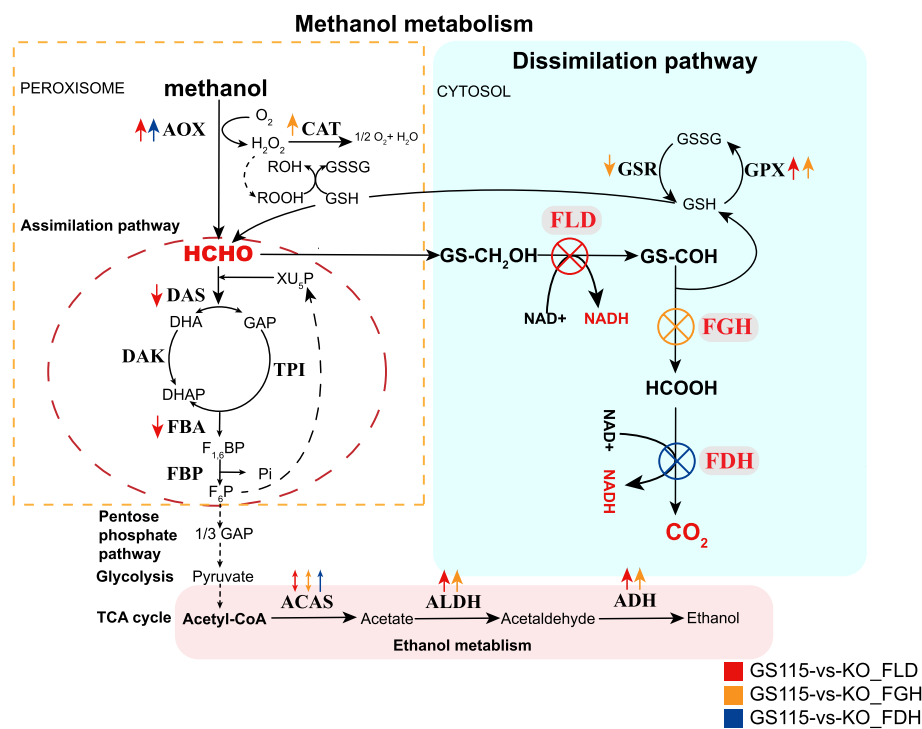 Methanol metabolism
Dissimilation pathway
PEROXISOME
methanol
CYTOSOL
AOX
O2
H2O2
CAT
1/2 O2+ H2O
ROH
GSSG
ROOH
GSH
GSR
GSSG
GPX
GSH
Assimilation pathway
HCHO
GS-CH2OH
FLD
GS-COH
NAD+
NADH
XU5P
DAS
DHA
GAP
DAK
TPI
DHAP
FBA
F1,6BP
FBP
Pi
F6P
FGH
HCOOH
NAD+
NADH
FDH
CO2
Pentose
phosphate
pathway
1/3 GAP
Glycolysis
Pyruvate
TCA cycle
Acetyl-CoA
ACAS
Acetate
ALDH
Acetaldehyde
ADH
Ethanol
Ethanol metablism
GS115-vs-KO_FLD
GS115-vs-KO_FGH
GS115-vs-KO_FDH